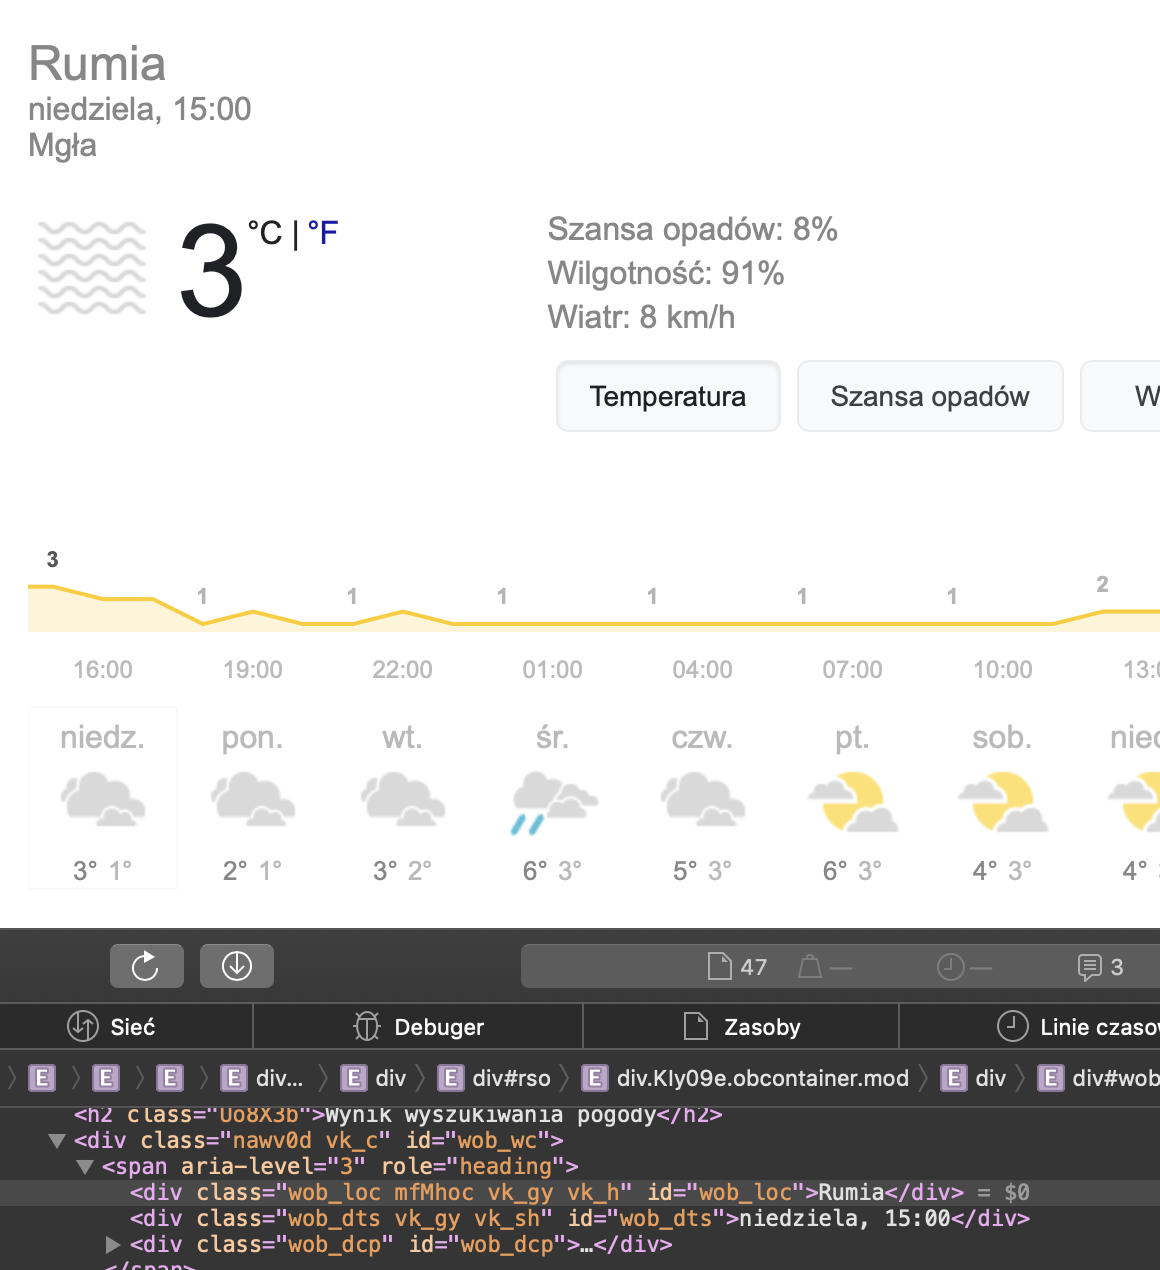 Rumia
niedziela, 15:00
Mgła
3 °C | °F
Szansa opadów: 8%
Wilgotność: 91%
Wiatr: 8 km/h
Temperatura Szansa opadów W
3 1 1 1 1 1 1 2
16:00 19:00 22:00 01:00 04:00 07:00 10:00 13:0
niedz. pon. wt. śr. czw. pt. sob. nied
3° 1° 2° 1° 3° 2° 6° 3° 5° 3° 6° 3° 4° 3° 4°
47 — — 3
Sieć Debuger Zasoby Linie czasow
E E E E div... E div E div#rso E div.KIy09e.obcontainer.mod E div E div#wob
<h2 class="Uo8X3b">Wynik wyszukiwania pogody</h2>
<div class="nawv0d vk_c" id="wob_wc">
<span aria-level="3" role="heading">
<div class="wob_loc mfMhoc vk_gy vk_h" id="wob_loc">Rumia</div> = $0
<div class="wob_dts vk_gy vk_sh" id="wob_dts">niedziela, 15:00</div>
<div class="wob_dcp" id="wob_dcp">…</div>
</span>